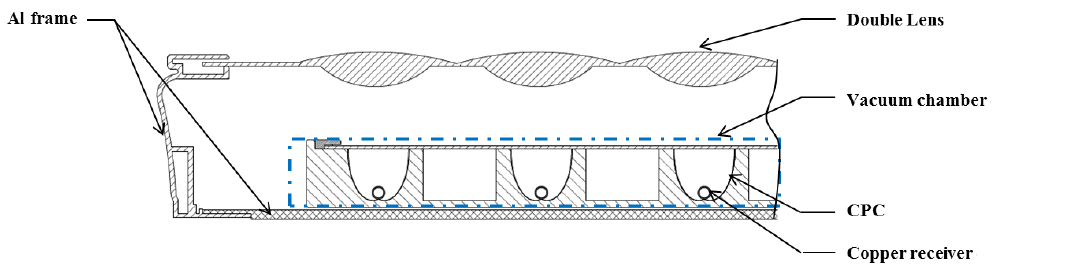 Al frame
Double Lens
Vacuum chamber
CPC
Copper receiver